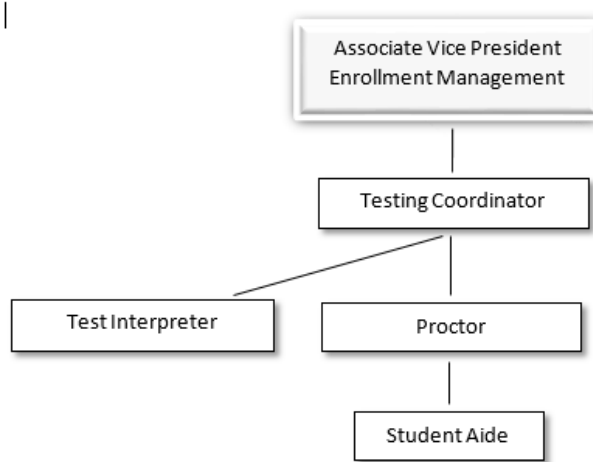 Associate Vice President
Enrollment Management
Testing Coordinator
Test Interpreter
Proctor
Student Aide